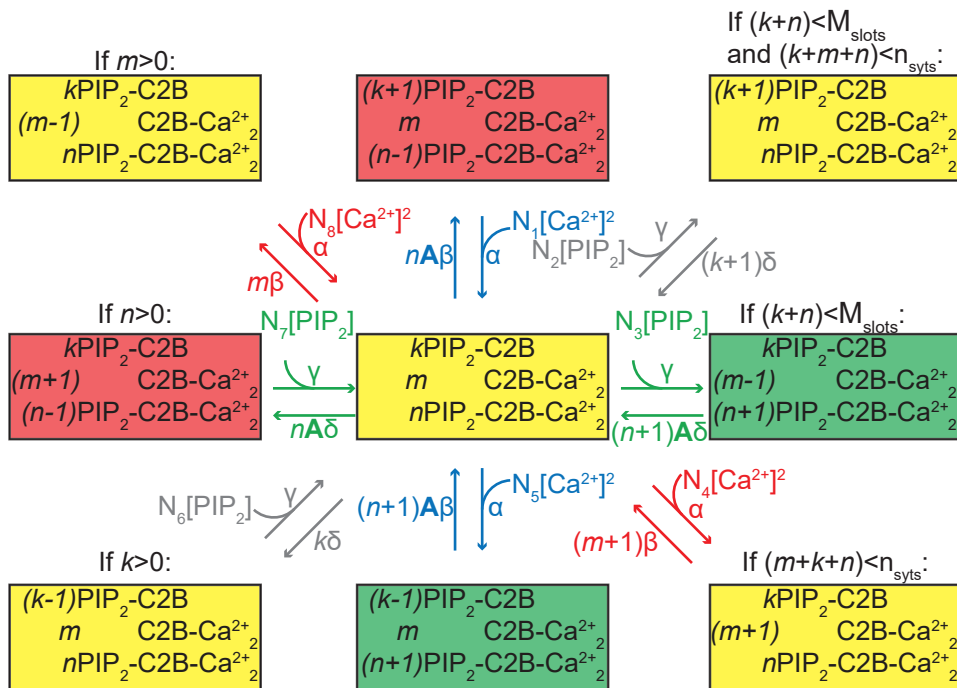 If (k+n)<M_slots
and (k+m+n)<n_syts:
If m>0:
kPIP₂-C2B
(m-1) C2B-Ca²⁺₂
nPIP₂-C2B-Ca²⁺₂
(k+1)PIP₂-C2B
m C2B-Ca²⁺₂
(n-1)PIP₂-C2B-Ca²⁺₂
(k+1)PIP₂-C2B
m C2B-Ca²⁺₂
nPIP₂-C2B-Ca²⁺₂
N₈[Ca²⁺]²
α
mβ
N₁[Ca²⁺]²
nAβ
α
N₂[PIP₂]
γ
(k+1)δ
If n>0:
kPIP₂-C2B
(m+1) C2B-Ca²⁺₂
(n-1)PIP₂-C2B-Ca²⁺₂
N₇[PIP₂]
γ
nAδ
kPIP₂-C2B
m C2B-Ca²⁺₂
nPIP₂-C2B-Ca²⁺₂
N₃[PIP₂]
γ
(n+1)Aδ
If (k+n)<M_slots:
kPIP₂-C2B
(m-1) C2B-Ca²⁺₂
(n+1)PIP₂-C2B-Ca²⁺₂
N₆[PIP₂]
γ
kδ
N₅[Ca²⁺]²
(n+1)Aβ
α
N₄[Ca²⁺]²
α
(m+1)β
If k>0:
(k-1)PIP₂-C2B
m C2B-Ca²⁺₂
nPIP₂-C2B-Ca²⁺₂
(k-1)PIP₂-C2B
m C2B-Ca²⁺₂
(n+1)PIP₂-C2B-Ca²⁺₂
If (m+k+n)<n_syts:
kPIP₂-C2B
(m+1) C2B-Ca²⁺₂
nPIP₂-C2B-Ca²⁺₂